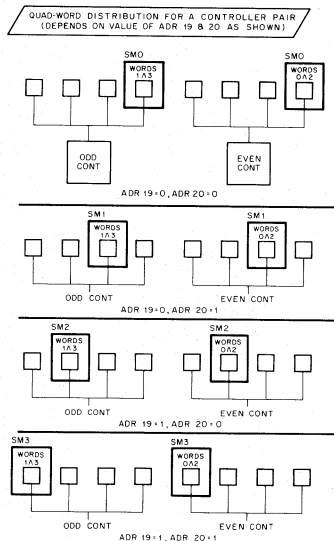 QUAD-WORD DISTRIBUTION FOR A CONTROLLER PAIR
(DEPENDS ON VALUE OF ADR 19 & 20 AS SHOWN)
SM0
SM0
WORDS
1∧3
WORDS
0∧2
ODD
CONT
EVEN
CONT
ADR 19=0, ADR 20=0
SM1
SM1
WORDS
1∧3
WORDS
0∧2
ODD CONT
EVEN CONT
ADR 19=0, ADR 20=1
SM2
SM2
WORDS
1∧3
WORDS
0∧2
ODD CONT
EVEN CONT
ADR 19=1, ADR 20=0
SM3
SM3
WORDS
1∧3
WORDS
0∧2
ODD CONT
EVEN CONT
ADR 19=1, ADR 20=1